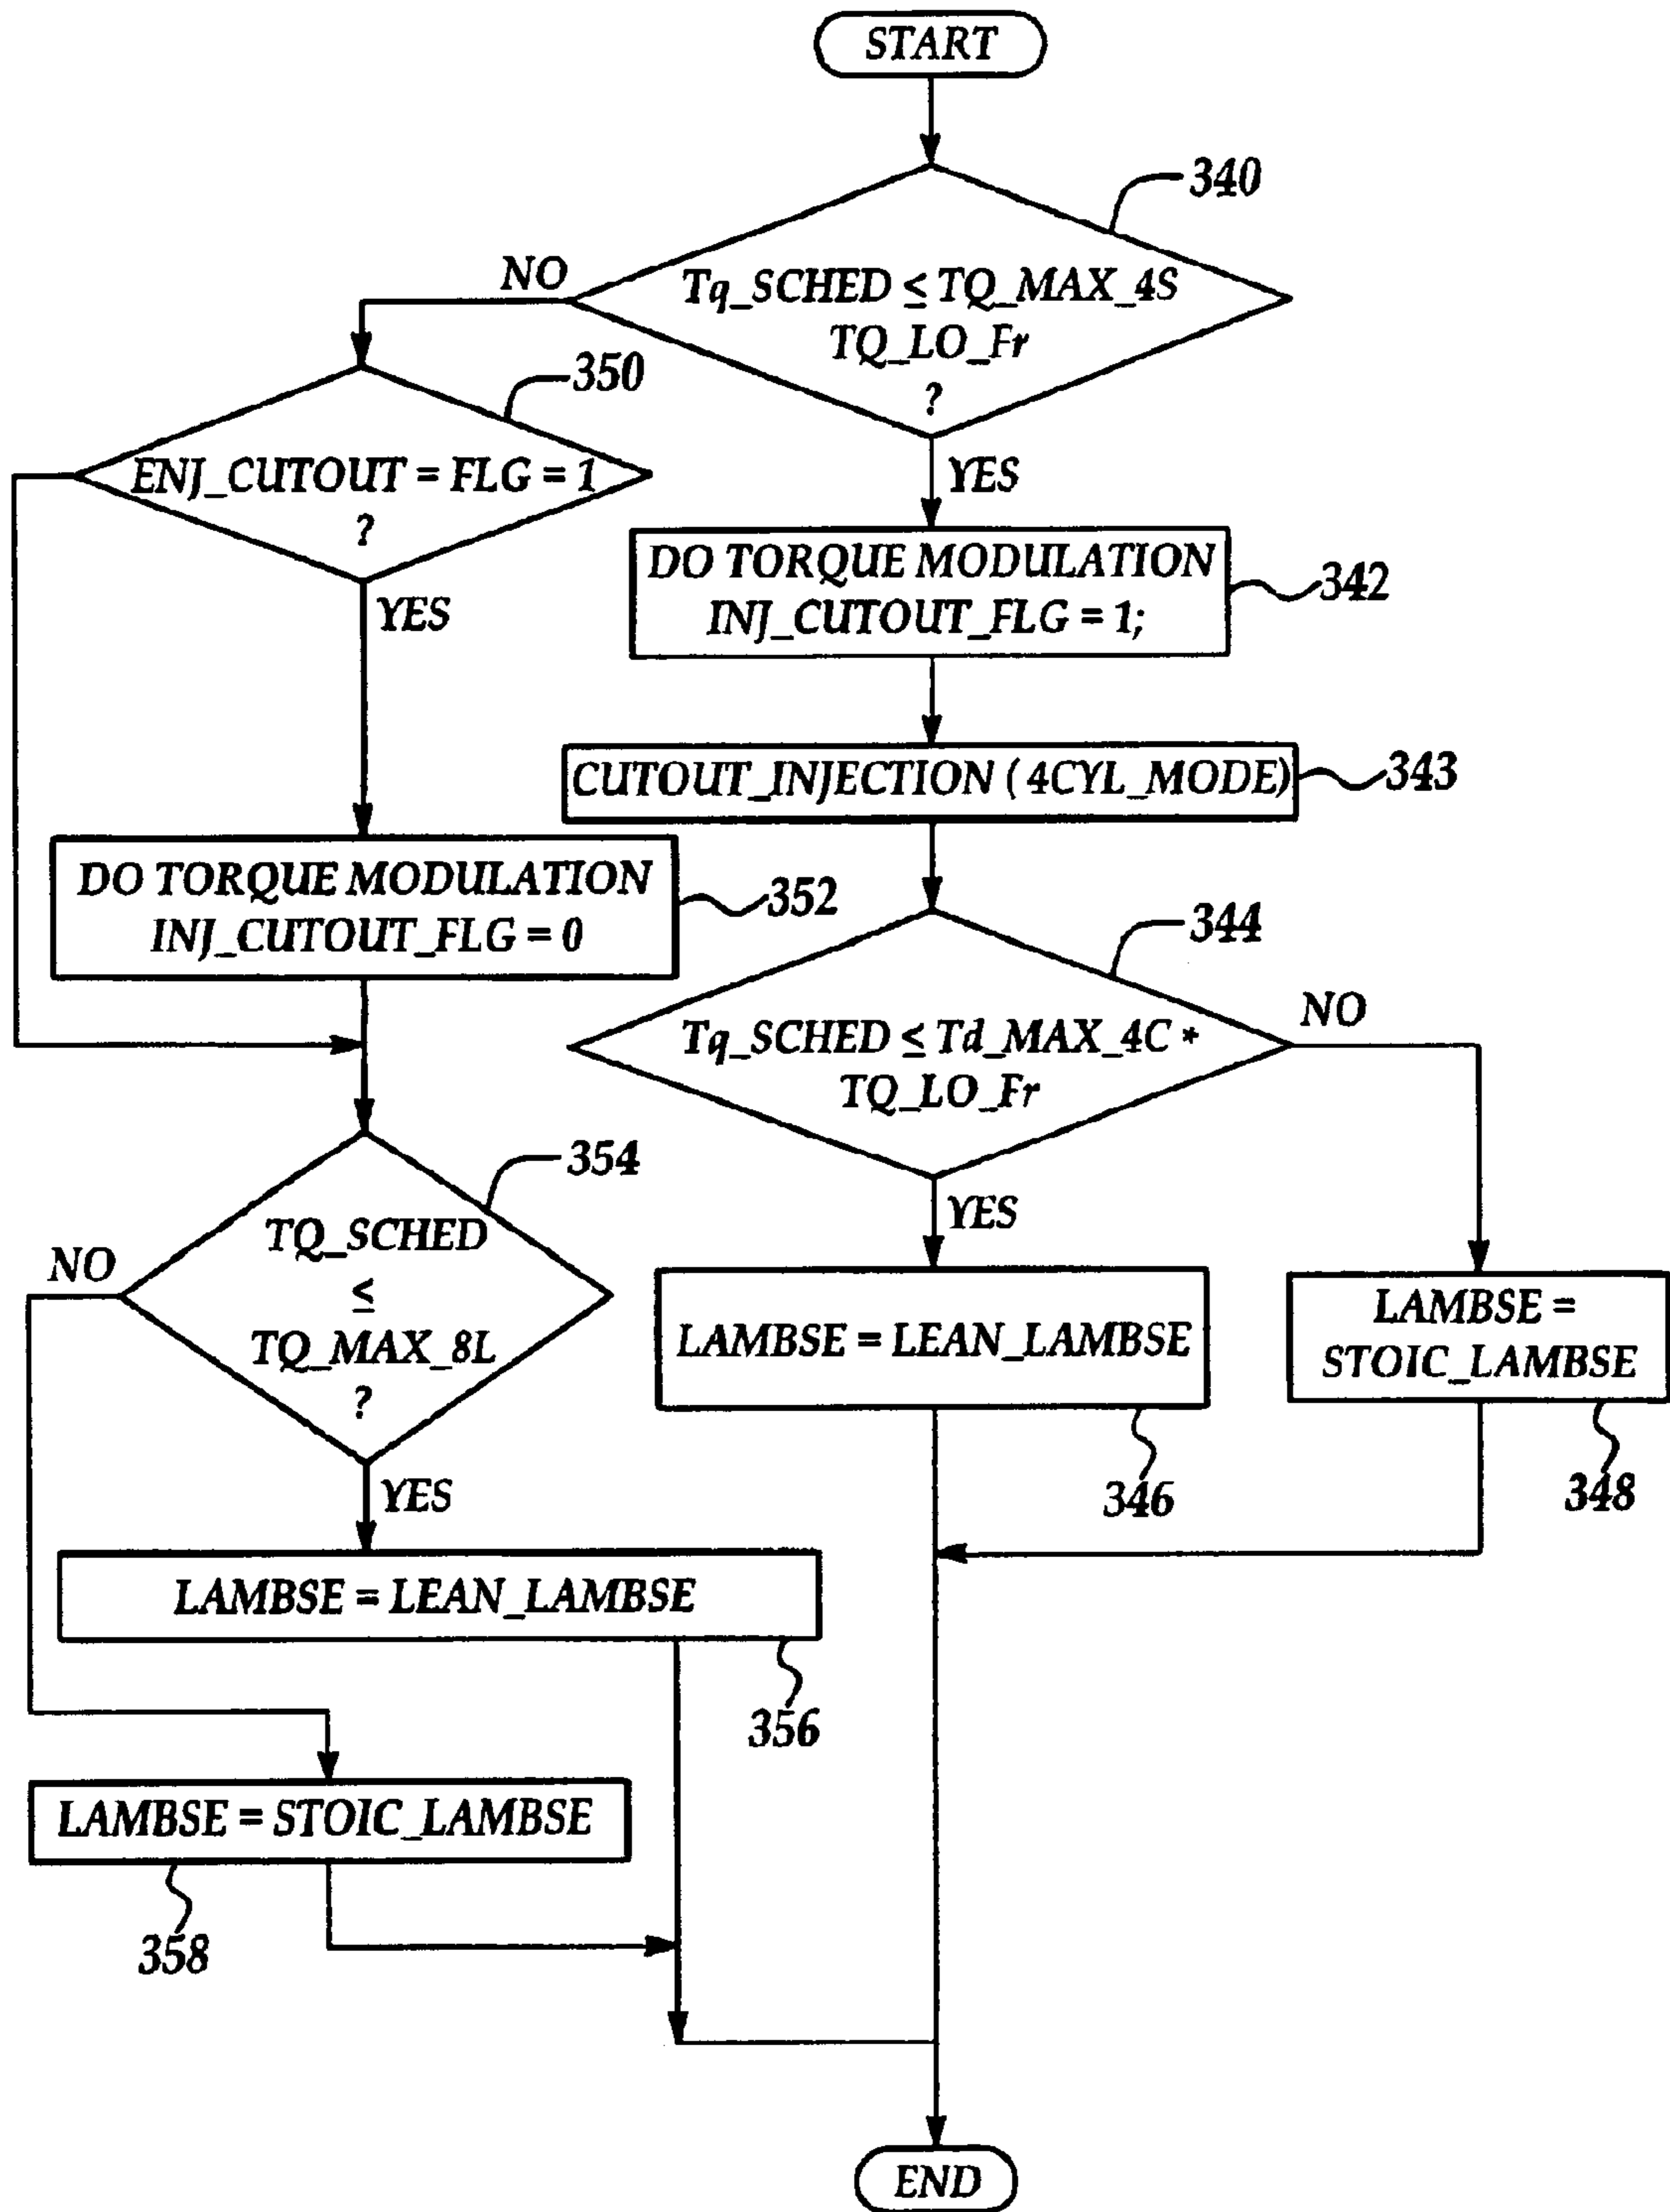 START
340
NO
Tq_SCHED ≤ TQ_MAX_4S
TQ_LO_Fr
?
350
YES
ENJ_CUTOUT = FLG = 1
?
DO TORQUE MODULATION
INJ_CUTOUT_FLG = 1;
342
YES
CUTOUT_INJECTION ( 4CYL_MODE)
343
DO TORQUE MODULATION
INJ_CUTOUT_FLG = 0
352
344
NO
Tq_SCHED ≤ Td_MAX_4C *
TQ_LO_Fr
354
YES
TQ_SCHED
≤
TQ_MAX_8L
?
NO
LAMBSE = LEAN_LAMBSE
LAMBSE =
STOIC_LAMBSE
346
348
YES
LAMBSE = LEAN_LAMBSE
356
LAMBSE = STOIC_LAMBSE
358
END